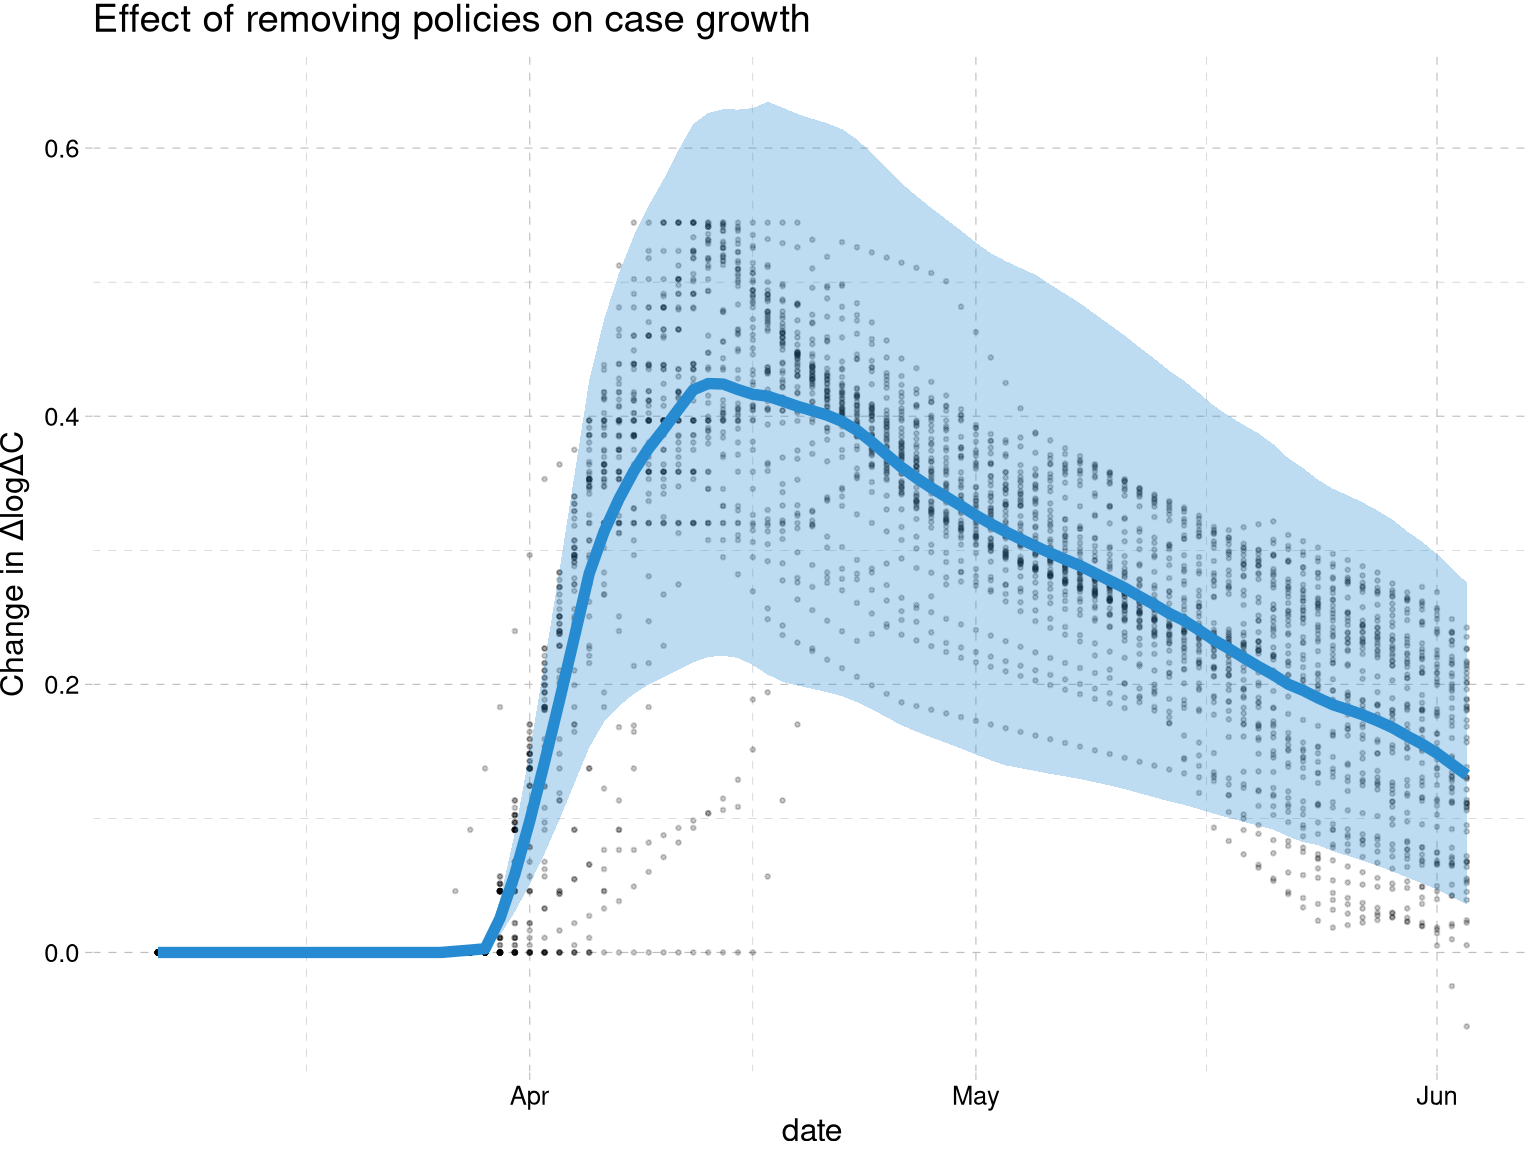 Effect of removing policies on case growth
Change in ΔlogΔC
0.6
0.4
0.2
0.0
Apr
May
Jun
date